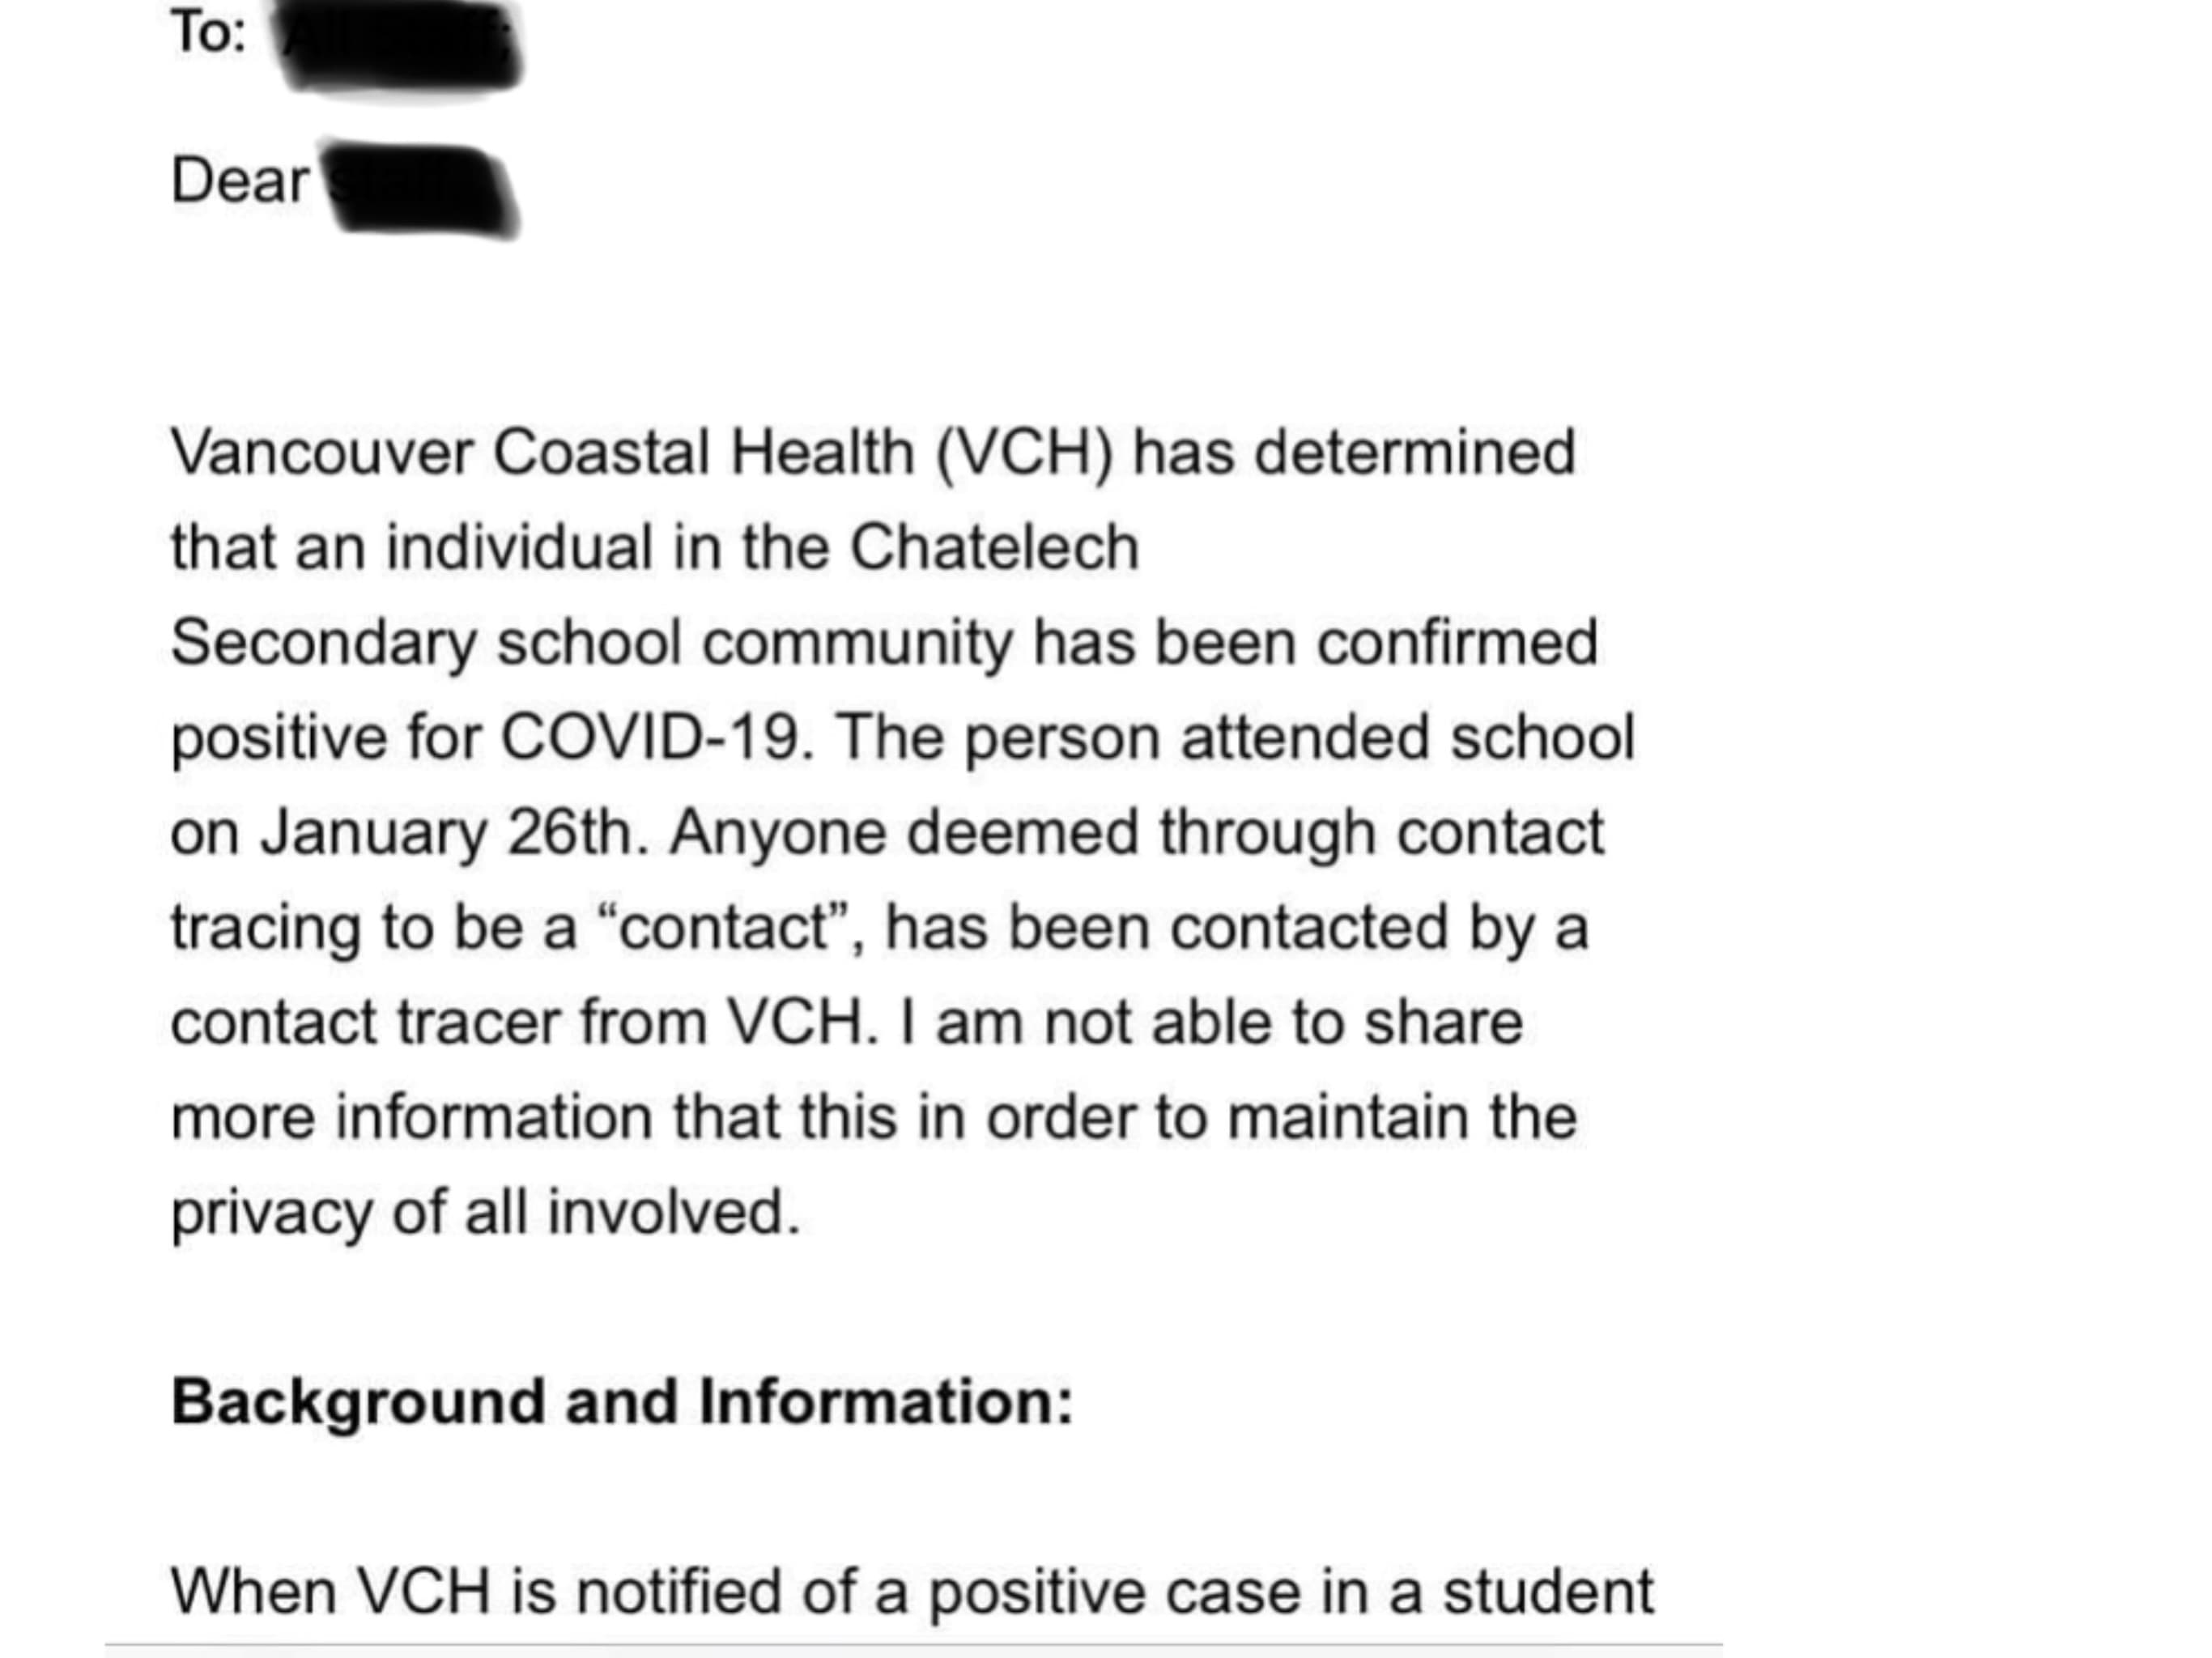 To:
Dear
Vancouver Coastal Health (VCH) has determined
that an individual in the Chatelech
Secondary school community has been confirmed
positive for COVID-19. The person attended school
on January 26th. Anyone deemed through contact
tracing to be a “contact”, has been contacted by a
contact tracer from VCH. I am not able to share
more information that this in order to maintain the
privacy of all involved.
Background and Information:
When VCH is notified of a positive case in a student